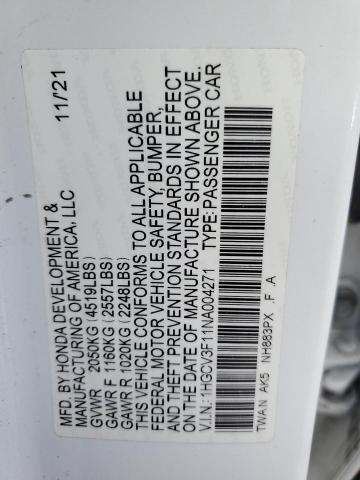 MFD. BY HONDA DEVELOPMENT & 11/'21
MANUFACTURING OF AMERICA, LLC
GVWR 2050KG (4519LBS)
GAWR F 1160KG (2557LBS)
GAWR R 1020KG (2248LBS)
THIS VEHICLE CONFORMS TO ALL APPLICABLE
FEDERAL MOTOR VEHICLE SAFETY, BUMPER,
AND THEFT PREVENTION STANDARDS IN EFFECT
ON THE DATE OF MANUFACTURE SHOWN ABOVE.
V.I.N.: 1HGCV3F11NA004271 TYPE: PASSENGER CAR
TWAN AK5 NH883PX F A